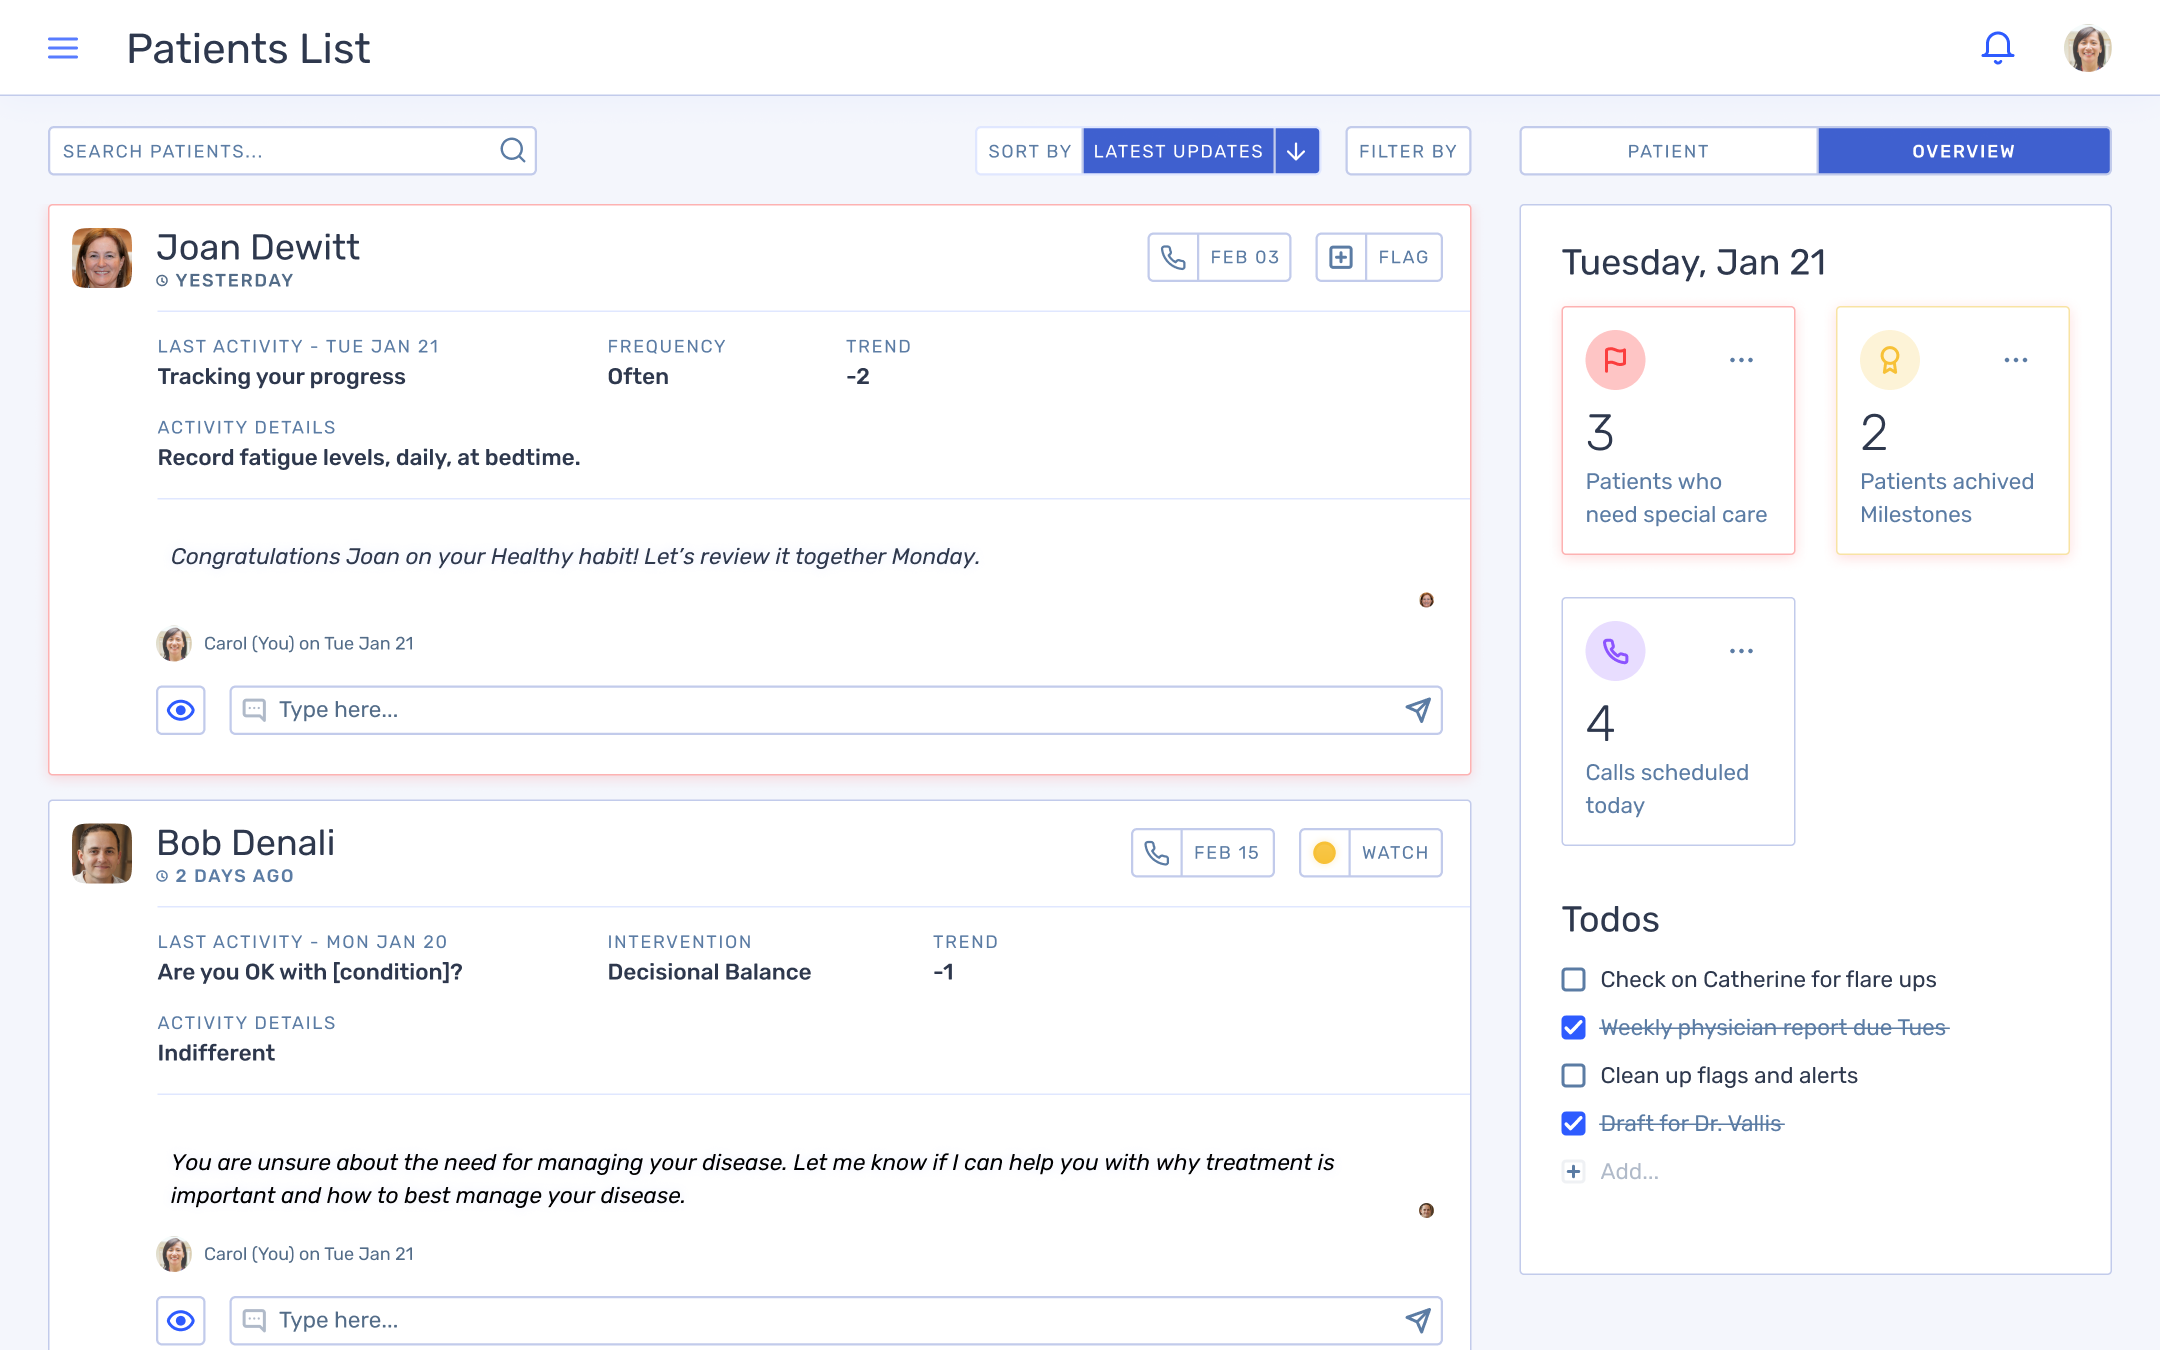 Patients List
SEARCH PATIENTS...
SORT BY LATEST UPDATES
FILTER BY
PATIENT
OVERVIEW
Joan Dewitt
YESTERDAY
FEB 03
FLAG
LAST ACTIVITY - TUE JAN 21
Tracking your progress
FREQUENCY
Often
TREND
-2
ACTIVITY DETAILS
Record fatigue levels, daily, at bedtime.
Congratulations Joan on your Healthy habit! Let's review it together Monday.
Carol (You) on Tue Jan 21
Type here...
Bob Denali
2 DAYS AGO
FEB 15
WATCH
LAST ACTIVITY - MON JAN 20
Are you OK with [condition]?
INTERVENTION
Decisional Balance
TREND
-1
ACTIVITY DETAILS
Indifferent
You are unsure about the need for managing your disease. Let me know if I can help you with why treatment is
important and how to best manage your disease.
Carol (You) on Tue Jan 21
Type here...
Tuesday, Jan 21
3
Patients who
need special care
2
Patients achived
Milestones
4
Calls scheduled
today
Todos
Check on Catherine for flare ups
Weekly physician report due Tues
Clean up flags and alerts
Draft for Dr. Vallis
Add...